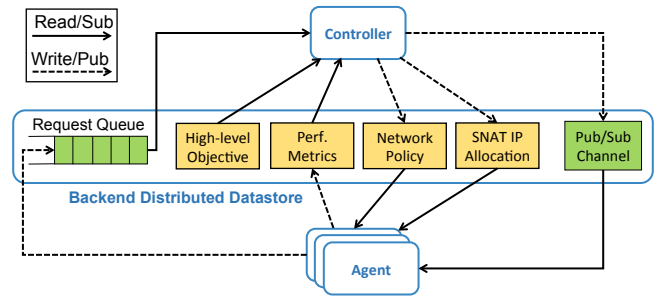 Read/Sub
Write/Pub
Controller
Request Queue
High-level
Objective
Perf.
Metrics
Network
Policy
SNAT IP
Allocation
Pub/Sub
Channel
Backend Distributed Datastore
Agent